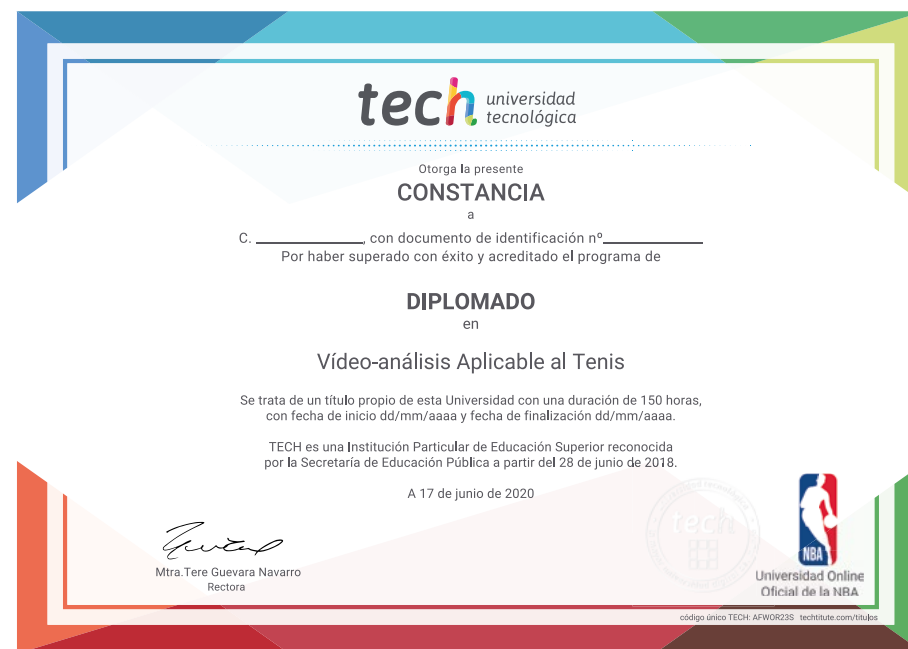 tech universidad
tecnológica
Otorga la presente
CONSTANCIA
a
C. ____________, con documento de identificación nº____________
Por haber superado con éxito y acreditado el programa de
DIPLOMADO
en
Vídeo-análisis Aplicable al Tenis
Se trata de un título propio de esta Universidad con una duración de 150 horas,
con fecha de inicio dd/mm/aaaa y fecha de finalización dd/mm/aaaa.
TECH es una Institución Particular de Educación Superior reconocida
por la Secretaría de Educación Pública a partir del 28 de junio de 2018.
A 17 de junio de 2020
tech
NBA
Mtra.Tere Guevara Navarro
Rectora
Universidad Online
Oficial de la NBA
código único TECH: AFWOR23S techtitute.com/titulos